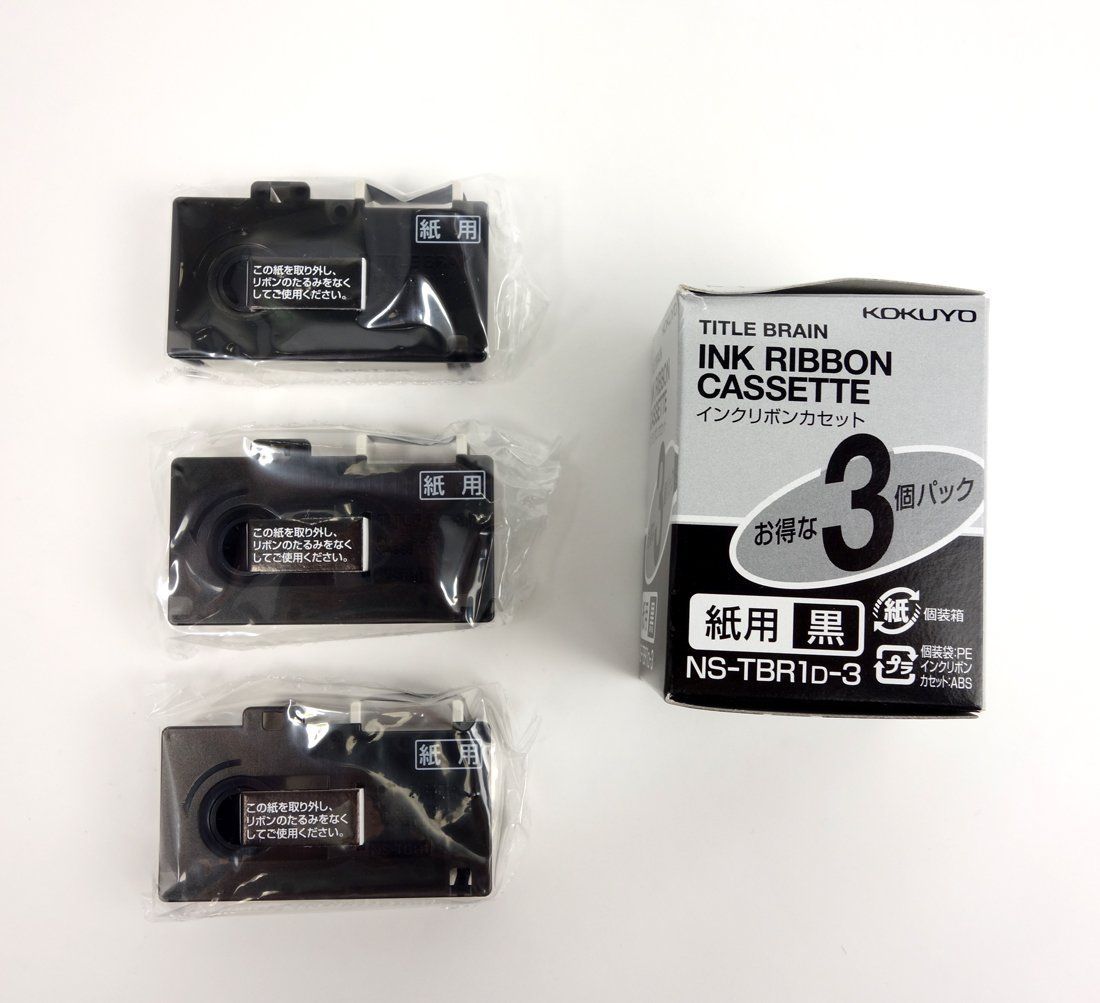 紙用
この紙を取り外し、
リボンのたるみをなく
してご使用ください。
紙用
この紙を取り外し、
リボンのたるみをなく
してご使用ください。
紙用
この紙を取り外し、
リボンのたるみをなく
してご使用ください。
KOKUYO
TITLE BRAIN
INK RIBBON
CASSETTE
インクリボンカセット
お得な3個パック
紙用 黒
NS-TBR1D-3
紙 個装箱
プラ 個装袋:PE
インクリボン
カセット:ABS